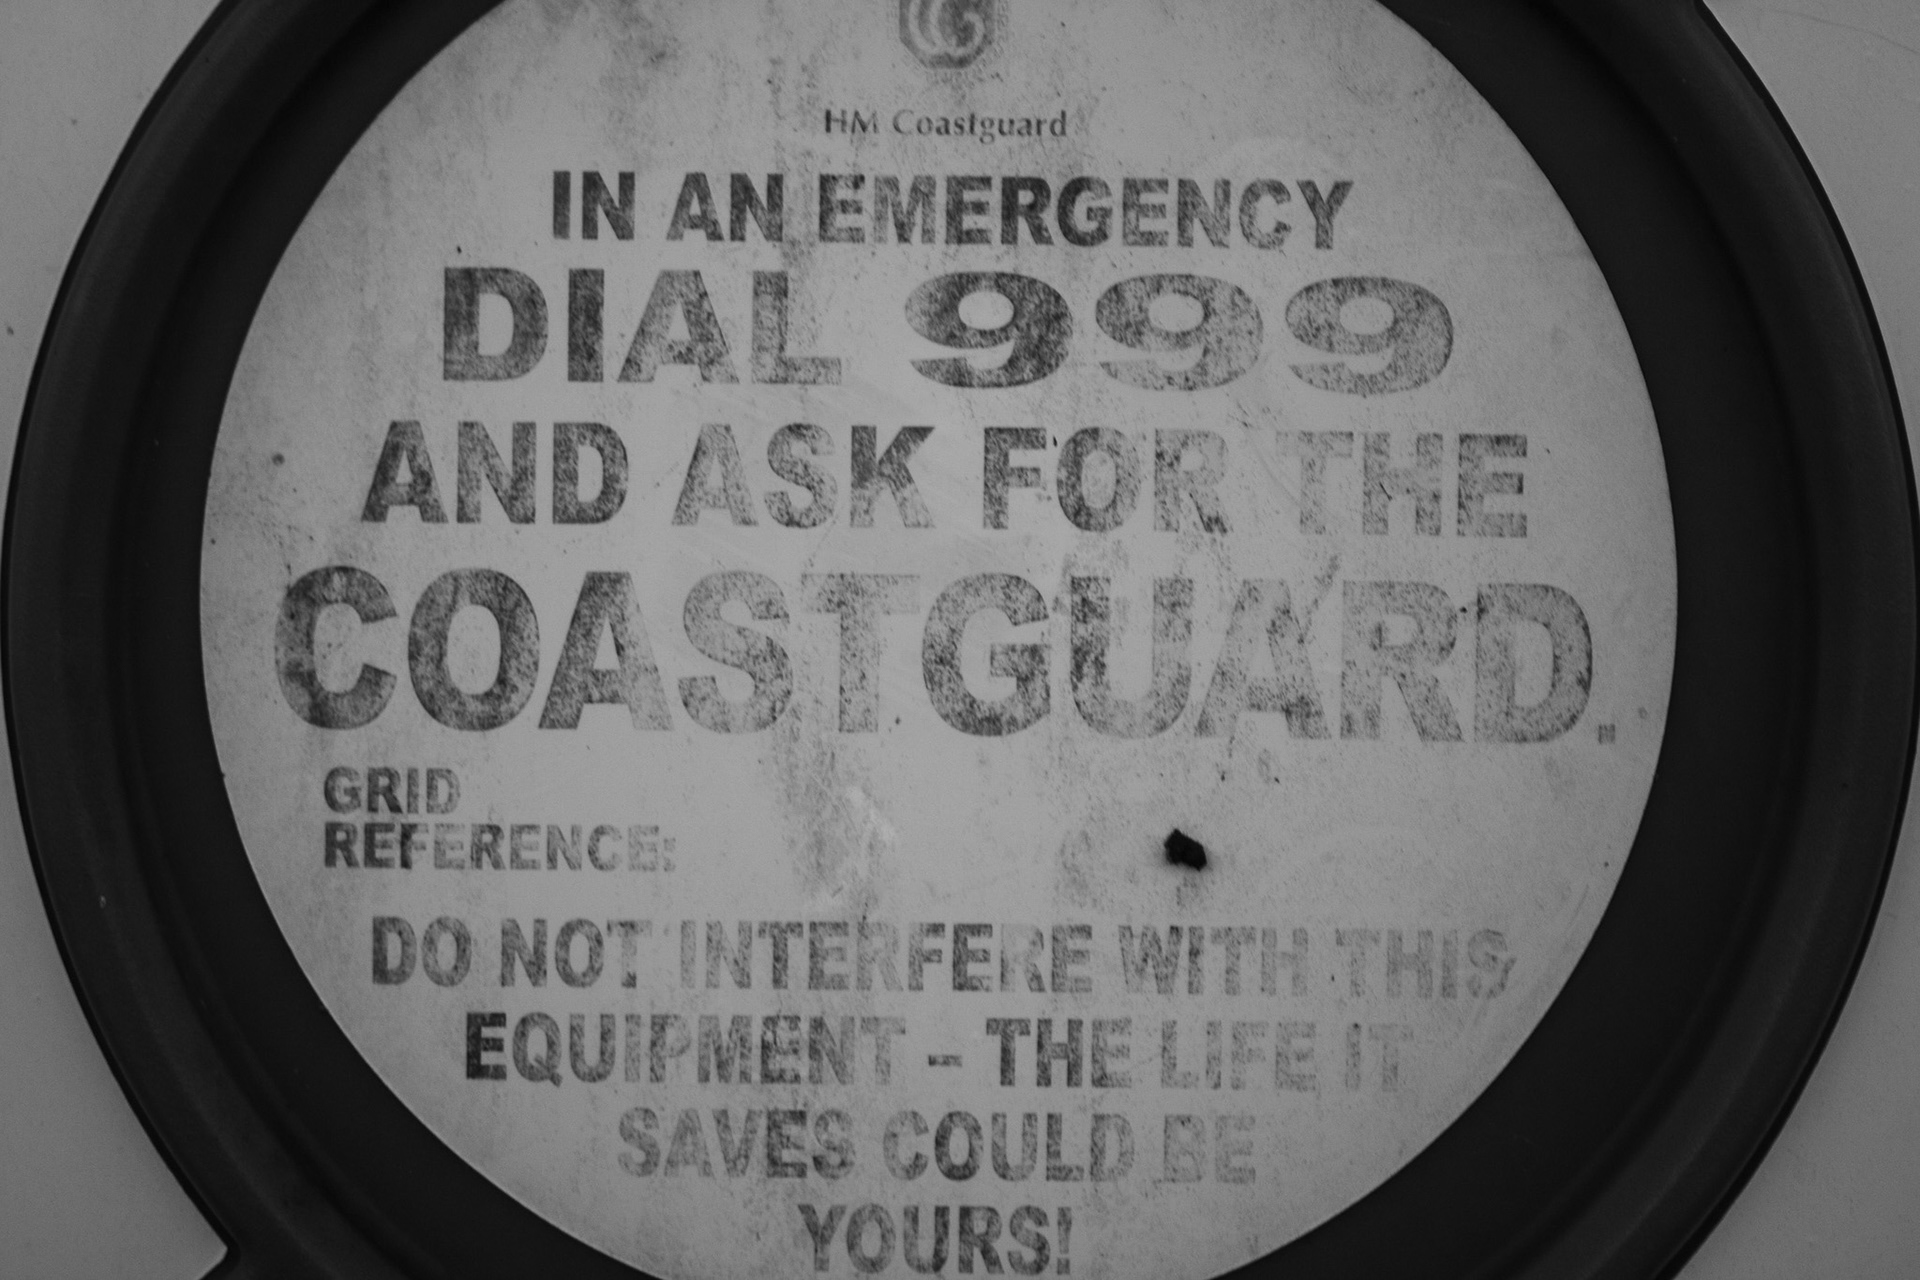 HM Coastguard
IN AN EMERGENCY
DIAL 999
AND ASK FOR THE
COASTGUARD.
GRID
REFERENCE:
DO NOT INTERFERE WITH THIS
EQUIPMENT - THE LIFE IT
SAVES COULD BE
YOURS!